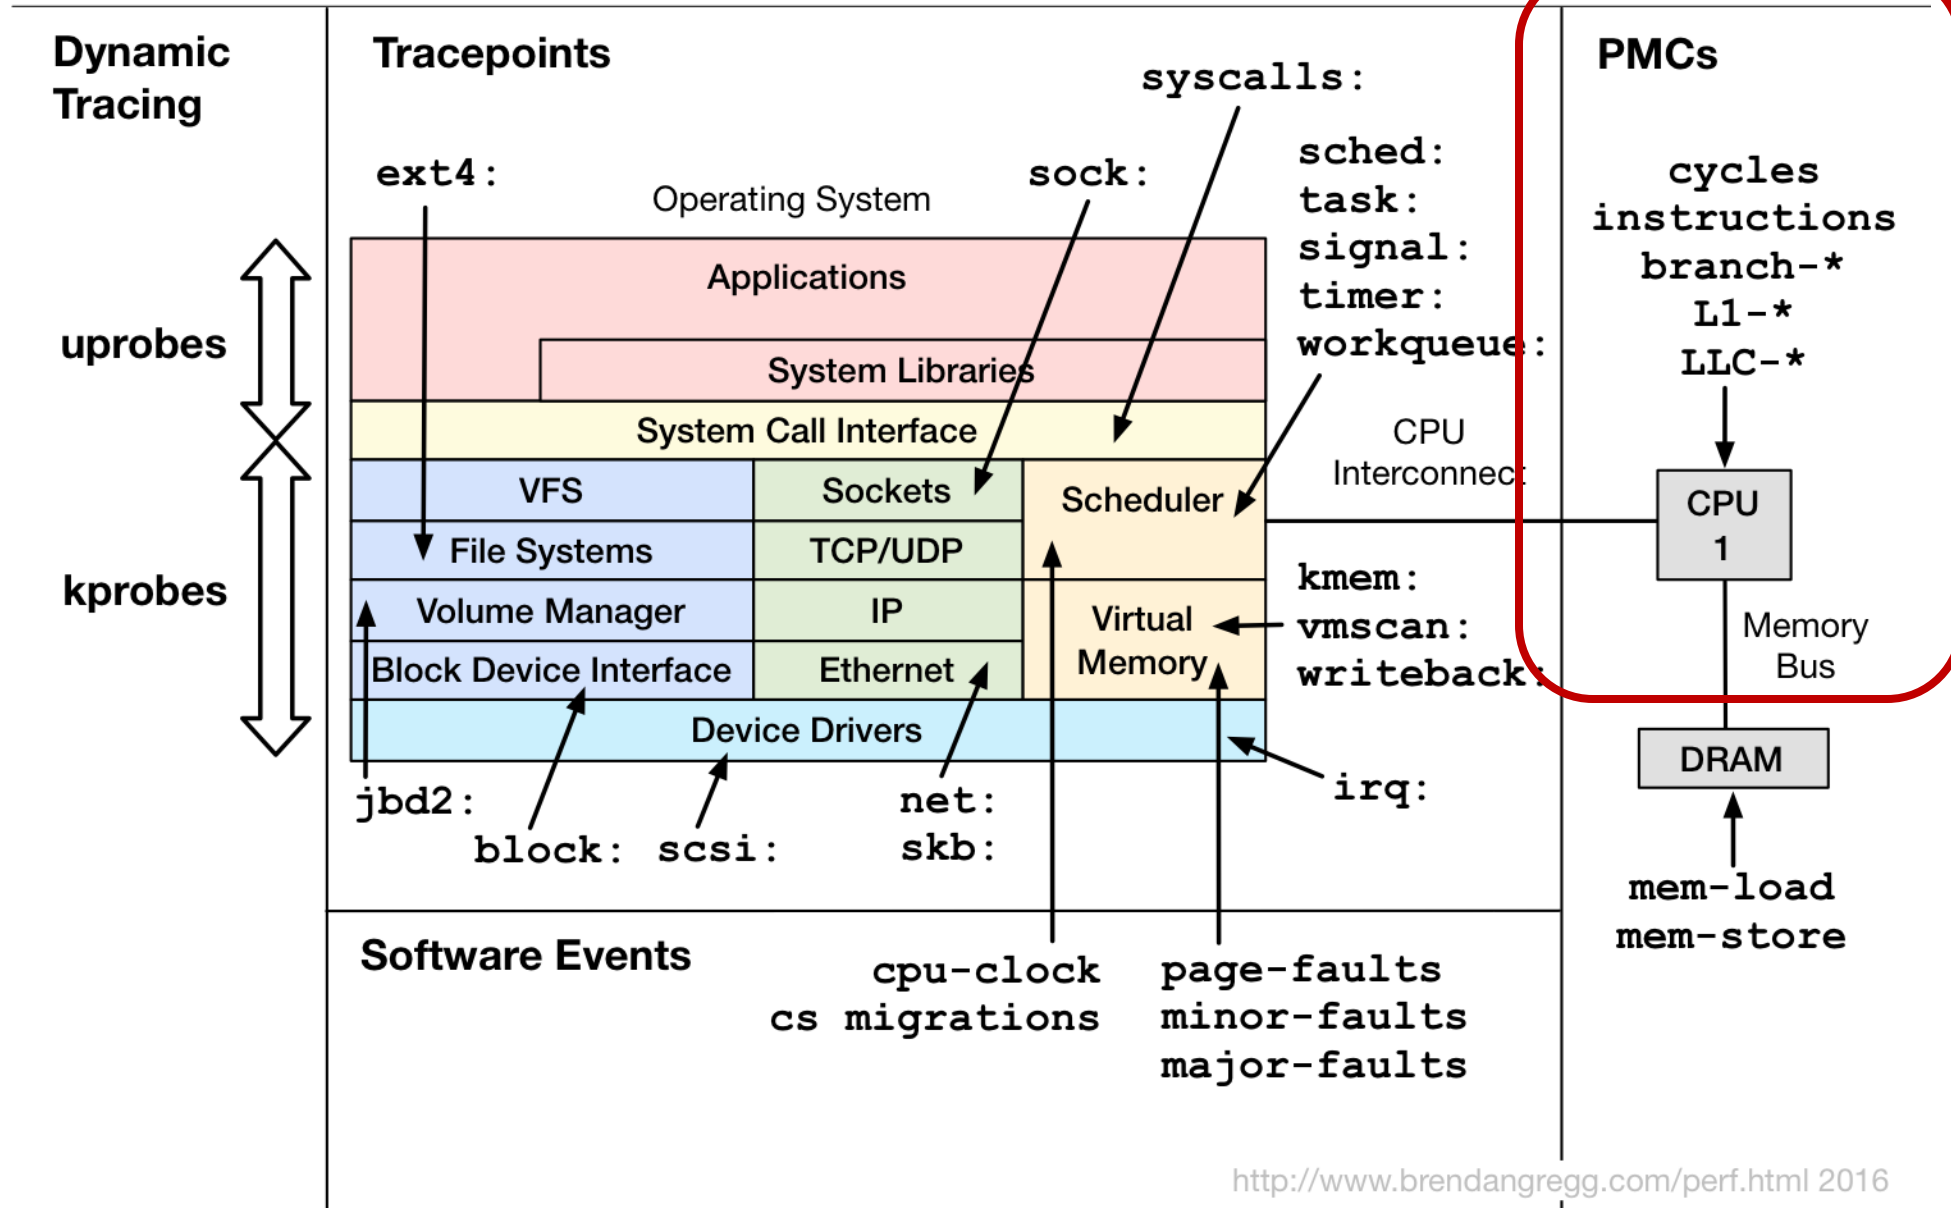 Dynamic
Tracing
Tracepoints
PMCs
syscalls:
ext4:
Operating System
sock:
sched:
task:
signal:
timer:
workqueue:
cycles
instructions
branch-*
L1-*
LLC-*
uprobes
kprobes
Applications
System Libraries
System Call Interface
VFS
Sockets
Scheduler
File Systems
TCP/UDP
Volume Manager
IP
Virtual
Memory
Block Device Interface
Ethernet
Device Drivers
CPU
Interconnect
CPU
1
kmem:
vmscan:
writeback:
Memory
Bus
DRAM
irq:
jbd2:
block:
scsi:
net:
skb:
mem-load
mem-store
Software Events
cpu-clock
cs migrations
page-faults
minor-faults
major-faults
http://www.brendangregg.com/perf.html 2016